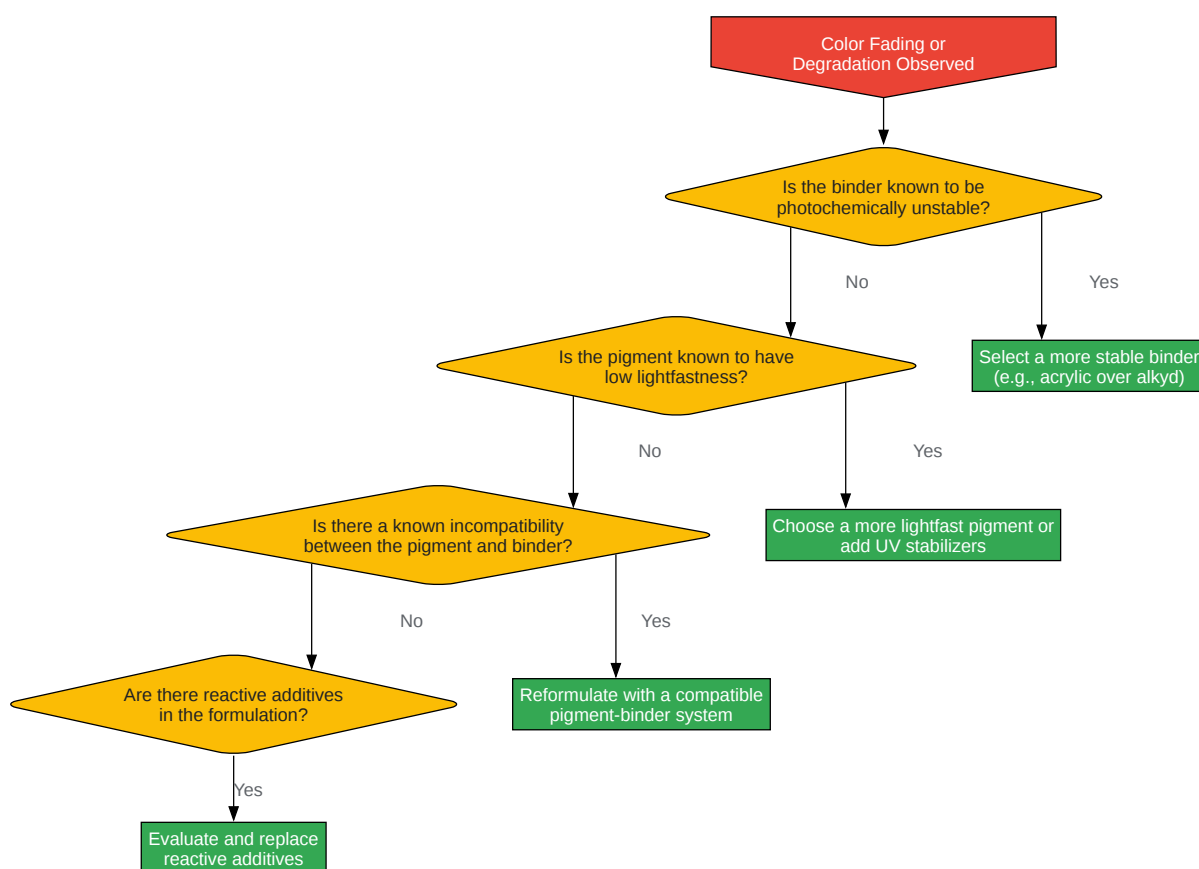 Color Fading or
Degradation Observed
Is the binder known to be
photochemically unstable?
No
Yes
Is the pigment known to have
low lightfastness?
Select a more stable binder
(e.g., acrylic over alkyd)
No
Yes
Is there a known incompatibility
between the pigment and binder?
Choose a more lightfast pigment or
add UV stabilizers
No
Yes
Are there reactive additives
in the formulation?
Reformulate with a compatible
pigment-binder system
Yes
Evaluate and replace
reactive additives